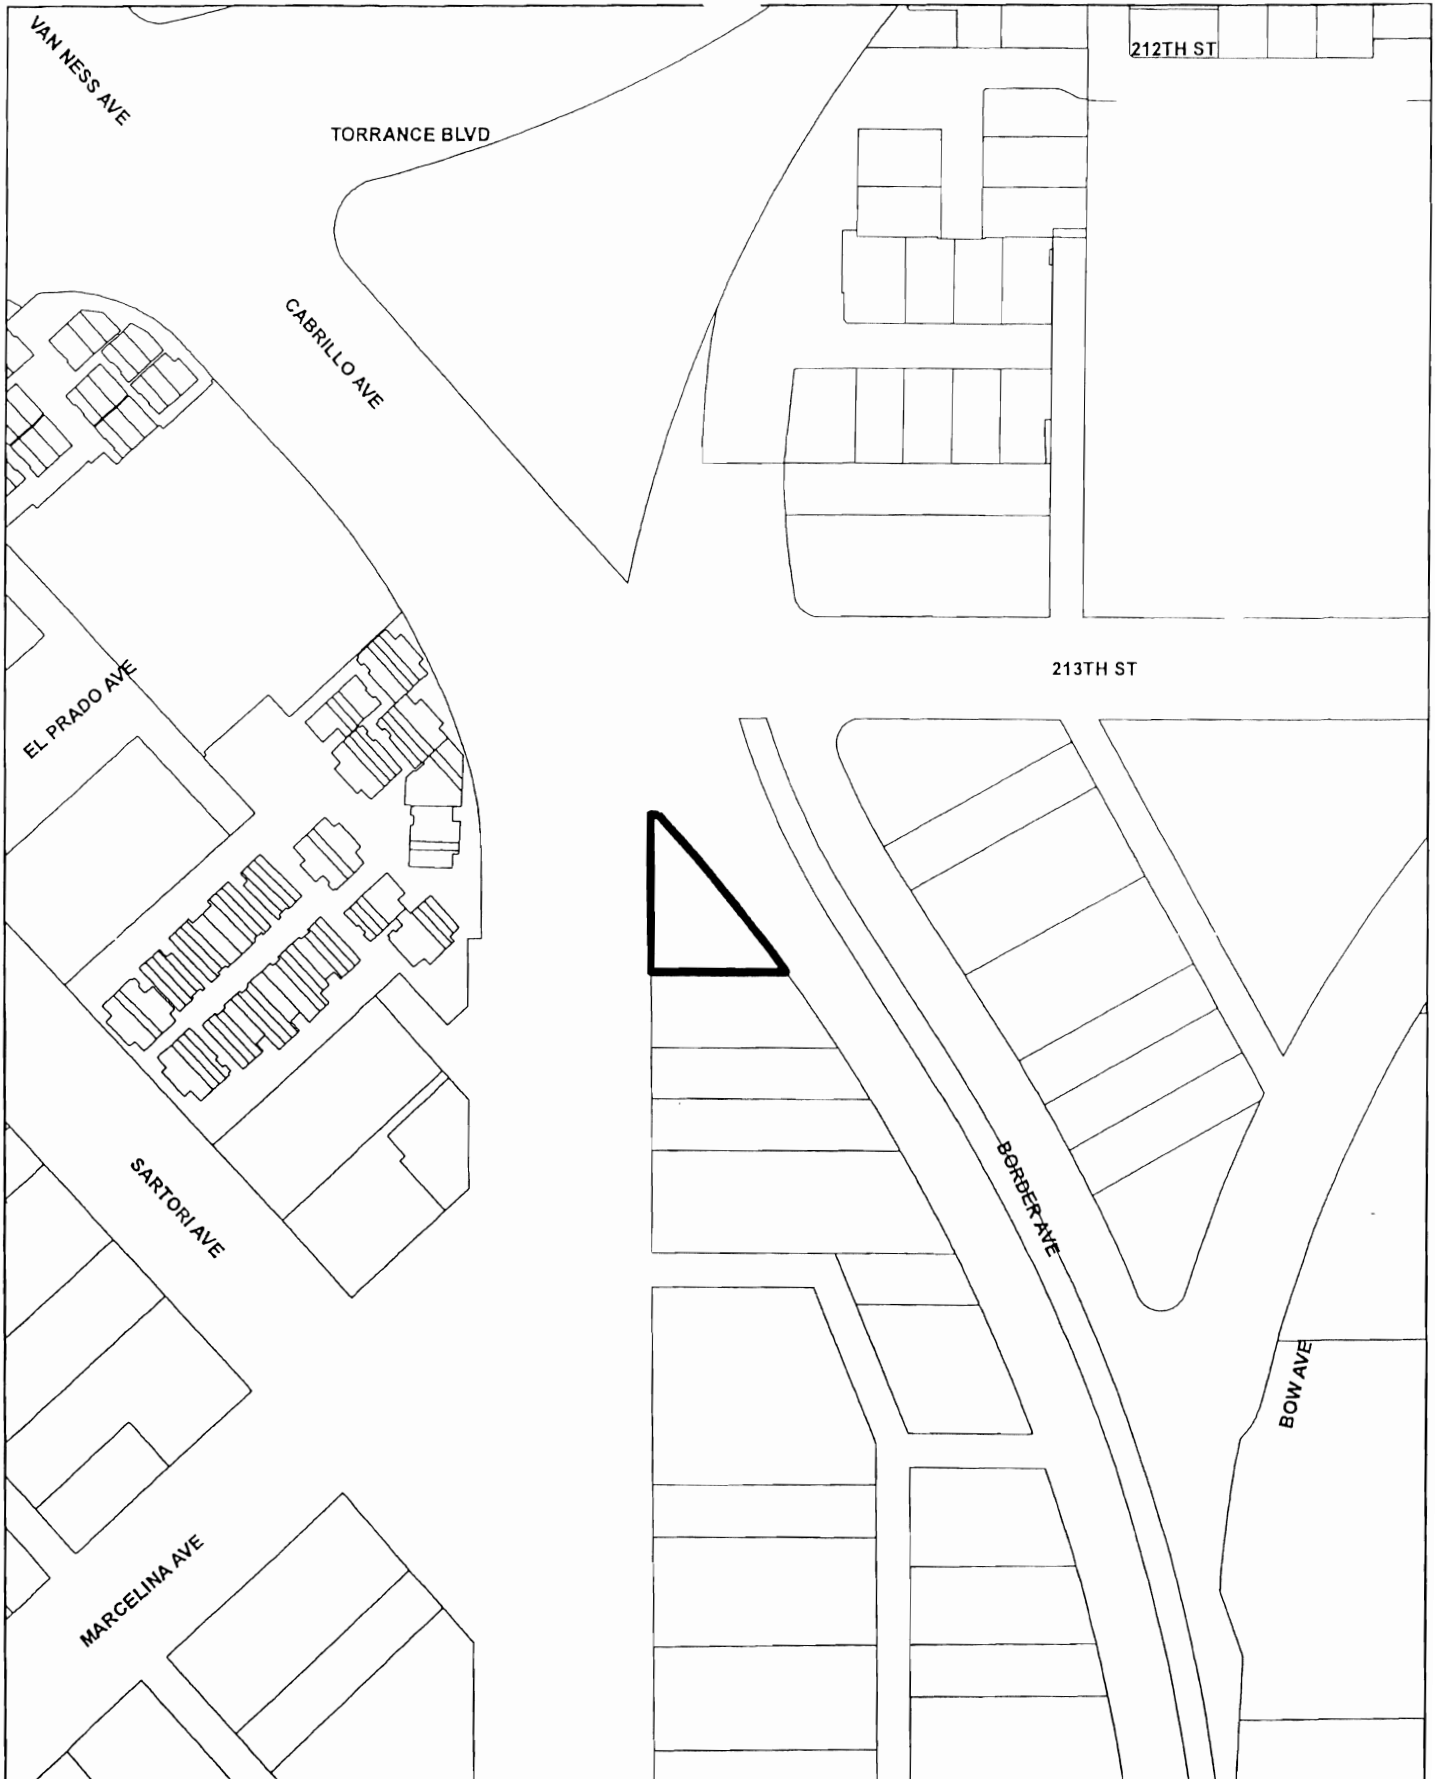 VAN NESS AVE
212TH ST
TORRANCE BLVD
CABRILLO AVE
213TH ST
EL PRADO AVE
SARTORI AVE
BORDER AVE
BOW AVE
MARCELINA AVE